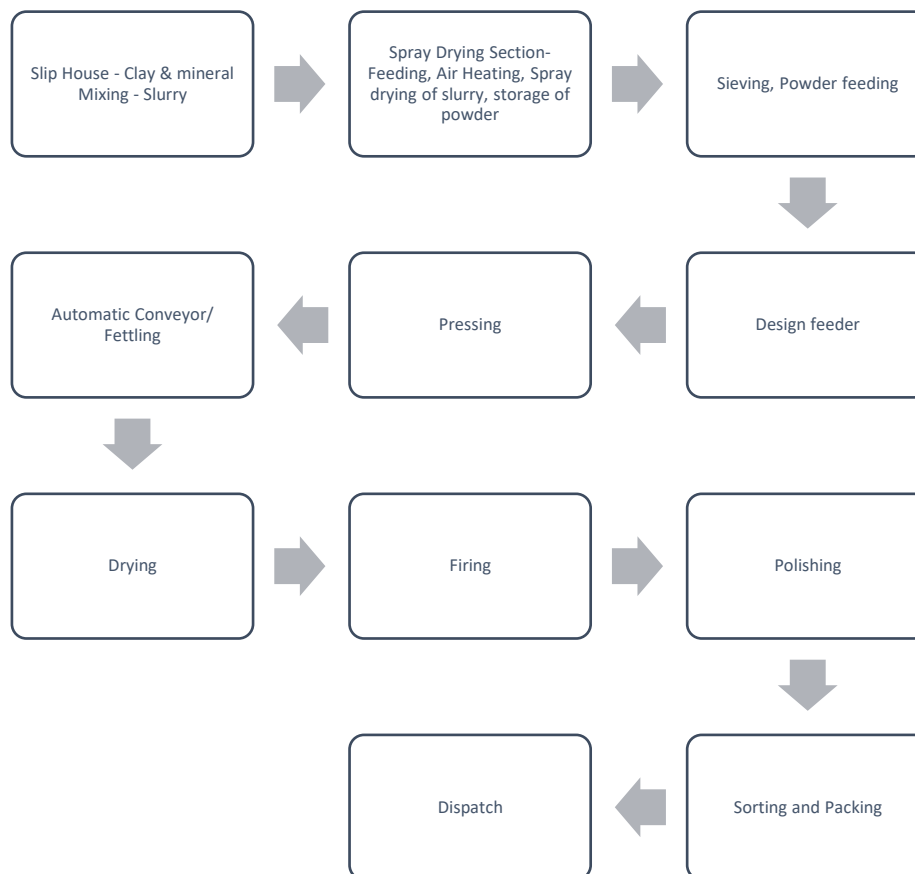 Slip House - Clay & mineral
Mixing - Slurry
Spray Drying Section-
Feeding, Air Heating, Spray
drying of slurry, storage of
powder
Sieving, Powder feeding
Design feeder
Pressing
Automatic Conveyor/
Fettling
Drying
Firing
Polishing
Sorting and Packing
Dispatch